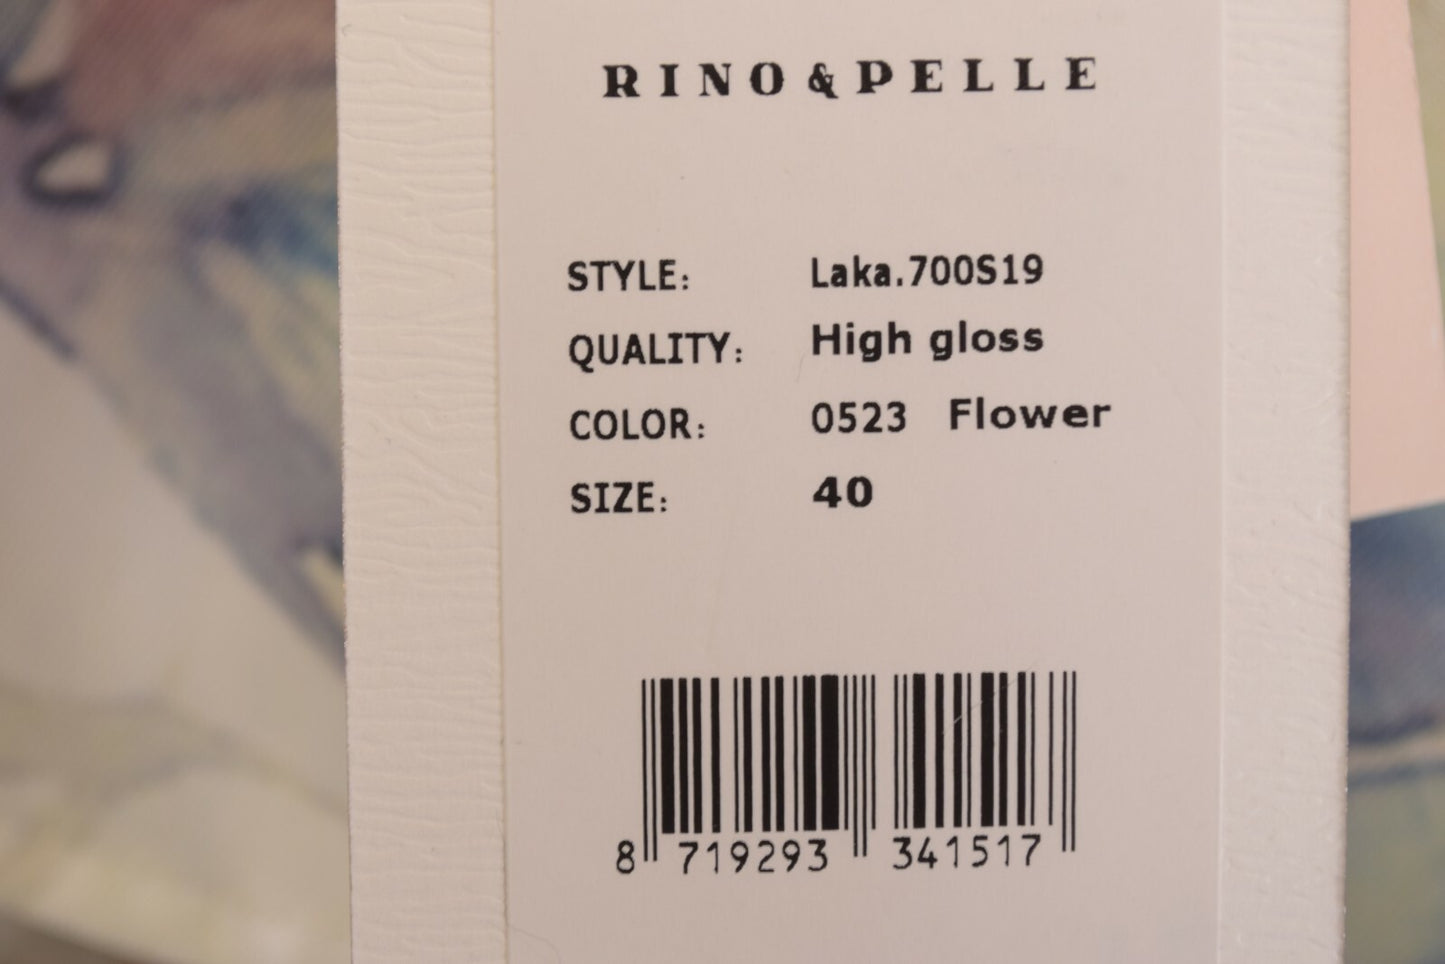 RINO & PELLE
STYLE: Laka.700S19
QUALITY: High gloss
COLOR: 0523 Flower
SIZE: 40
8 719293 341517